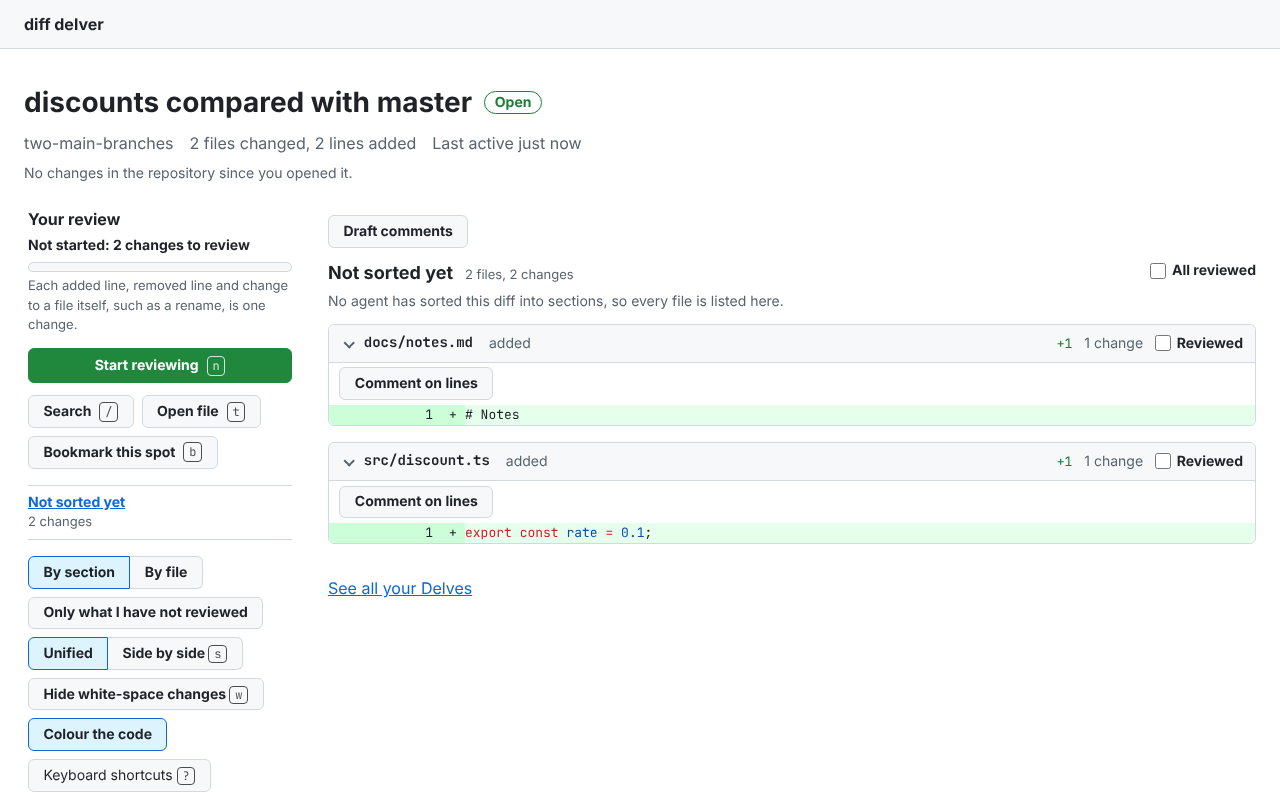 diff delver
discounts compared with master Open
two-main-branches 2 files changed, 2 lines added Last active just now
No changes in the repository since you opened it.
Your review
Not started: 2 changes to review
Each added line, removed line and change
to a file itself, such as a rename, is one
change.
Start reviewing n
Search / Open file t
Bookmark this spot b
Not sorted yet
2 changes
By section By file
Only what I have not reviewed
Unified Side by side s
Hide white-space changes w
Colour the code
Keyboard shortcuts ?
Draft comments
Not sorted yet 2 files, 2 changes All reviewed
No agent has sorted this diff into sections, so every file is listed here.
docs/notes.md added +1 1 change Reviewed
Comment on lines
1 + # Notes
src/discount.ts added +1 1 change Reviewed
Comment on lines
1 + export const rate = 0.1;
See all your Delves